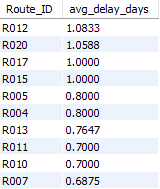 Route_ID avg_delay_days
R012 1.0833
R020 1.0588
R017 1.0000
R015 1.0000
R005 0.8000
R004 0.8000
R013 0.7647
R011 0.7000
R010 0.7000
R007 0.6875